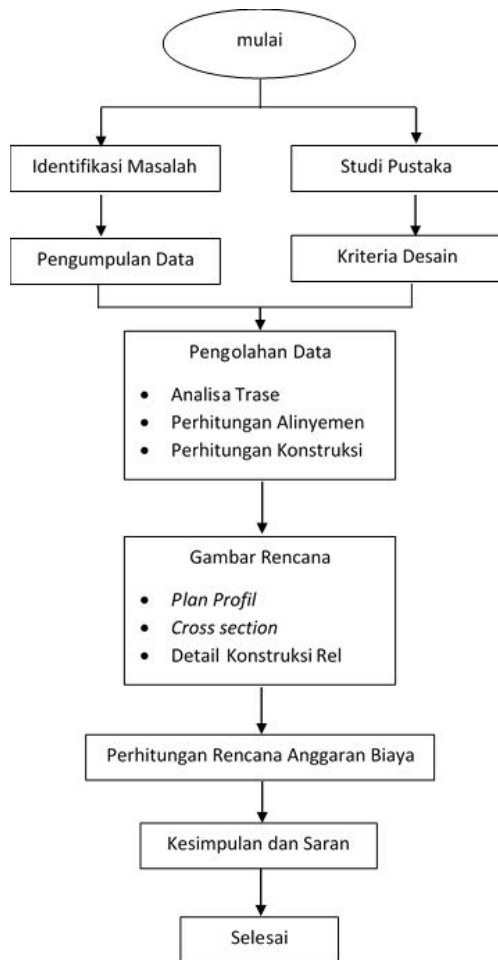 mulai
Identifikasi Masalah
Studi Pustaka
Pengumpulan Data
Kriteria Desain
Pengolahan Data
• Analisa Trase
• Perhitungan Alinyemen
• Perhitungan Konstruksi
Gambar Rencana
• Plan Profil
• Cross section
• Detail Konstruksi Rel
Perhitungan Rencana Anggaran Biaya
Kesimpulan dan Saran
Selesai